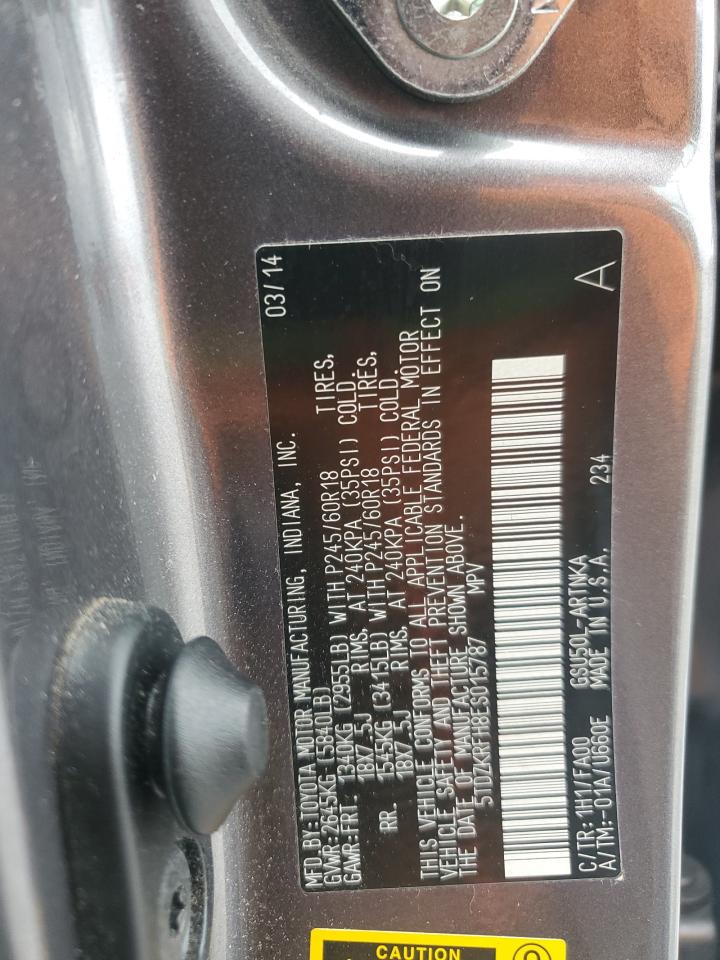 MFD. BY: TOYOTA MOTOR MANUFACTURING, INDIANA, INC. 03/14
GVWR: 2645KG (5840LB)
GAWR: FRT. 1340KG (2955LB) WITH P245/60R18 TIRES,
18X7.5J RIMS, AT 240KPA (35PSI) COLD.
RR. 1545KG (3415LB) WITH P245/60R18 TIRES,
18X7.5J RIMS, AT 240KPA (35PSI) COLD.
THIS VEHICLE CONFORMS TO ALL APPLICABLE FEDERAL MOTOR
VEHICLE SAFETY AND THEFT PREVENTION STANDARDS IN EFFECT ON
THE DATE OF MANUFACTURE SHOWN ABOVE.
MPV
C/TR: 1H1/FA00 GSU50L-ARTNKA 234
A/TM: -01A/U660E MADE IN U.S.A. A
CAUTION